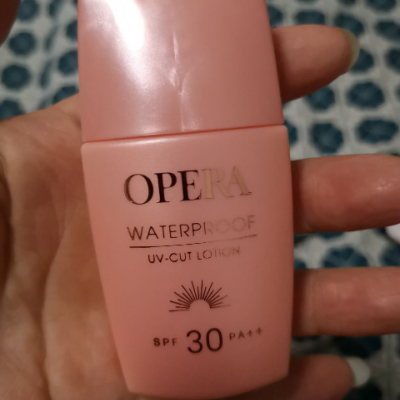 OPERA
WATERPROOF
UV-CUT LOTION
SPF 30 PA++